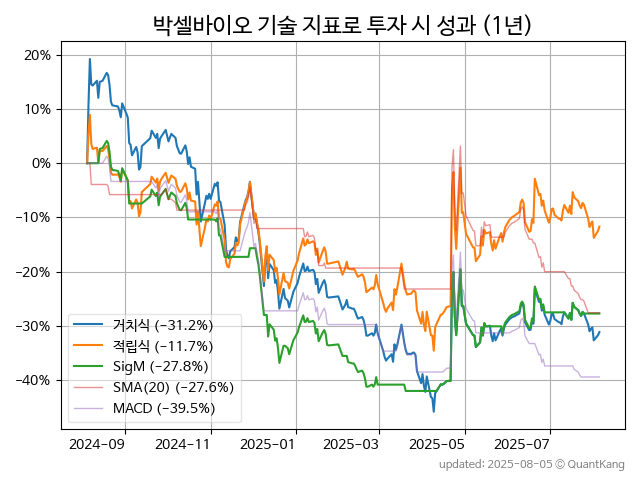 박셀바이오 기술 지표로 투자 시 성과 (1년)
20%
10%
0%
−10%
−20%
−30%
−40%
거치식 (−31.2%)
적립식 (−11.7%)
SigM (−27.8%)
SMA(20) (−27.6%)
MACD (−39.5%)
2024-09
2024-11
2025-01
2025-03
2025-05
2025-07
updated: 2025-08-05 © QuantKang